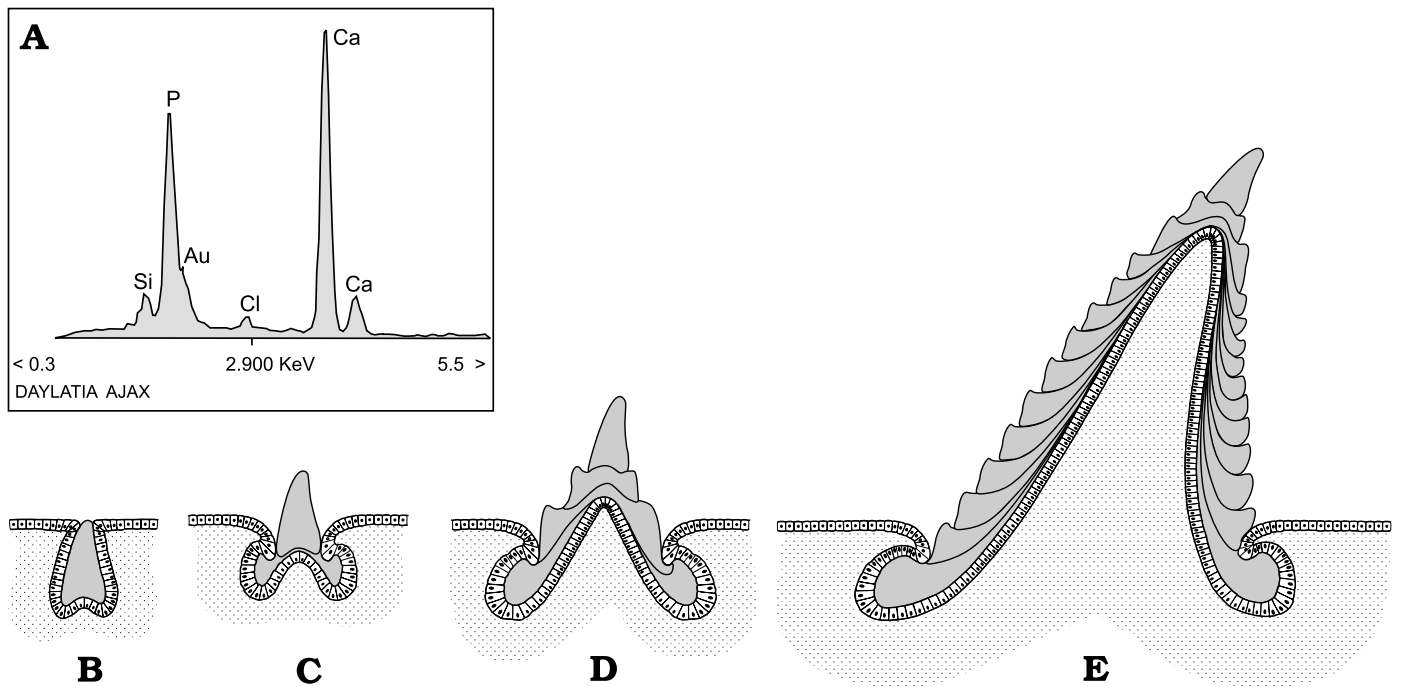 A
Ca
P
Au
Si
Cl
Ca
< 0.3 2.900 KeV 5.5 >
DAYLATIA AJAX
B C D E